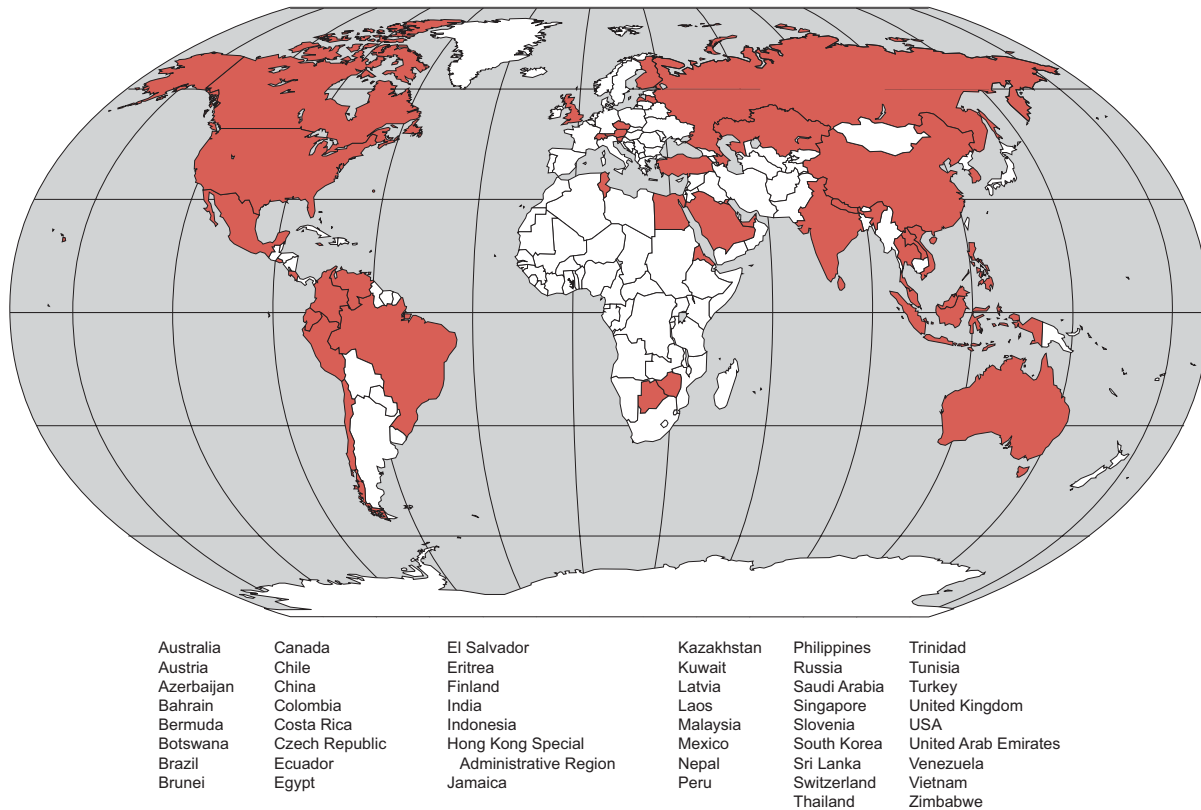 Australia
Austria
Azerbaijan
Bahrain
Bermuda
Botswana
Brazil
Brunei
Canada
Chile
China
Colombia
Costa Rica
Czech Republic
Ecuador
Egypt
El Salvador
Eritrea
Finland
India
Indonesia
Hong Kong Special
Administrative Region
Jamaica
Kazakhstan
Kuwait
Latvia
Laos
Malaysia
Mexico
Nepal
Peru
Philippines
Russia
Saudi Arabia
Singapore
Slovenia
South Korea
Sri Lanka
Switzerland
Thailand
Trinidad
Tunisia
Turkey
United Kingdom
USA
United Arab Emirates
Venezuela
Vietnam
Zimbabwe